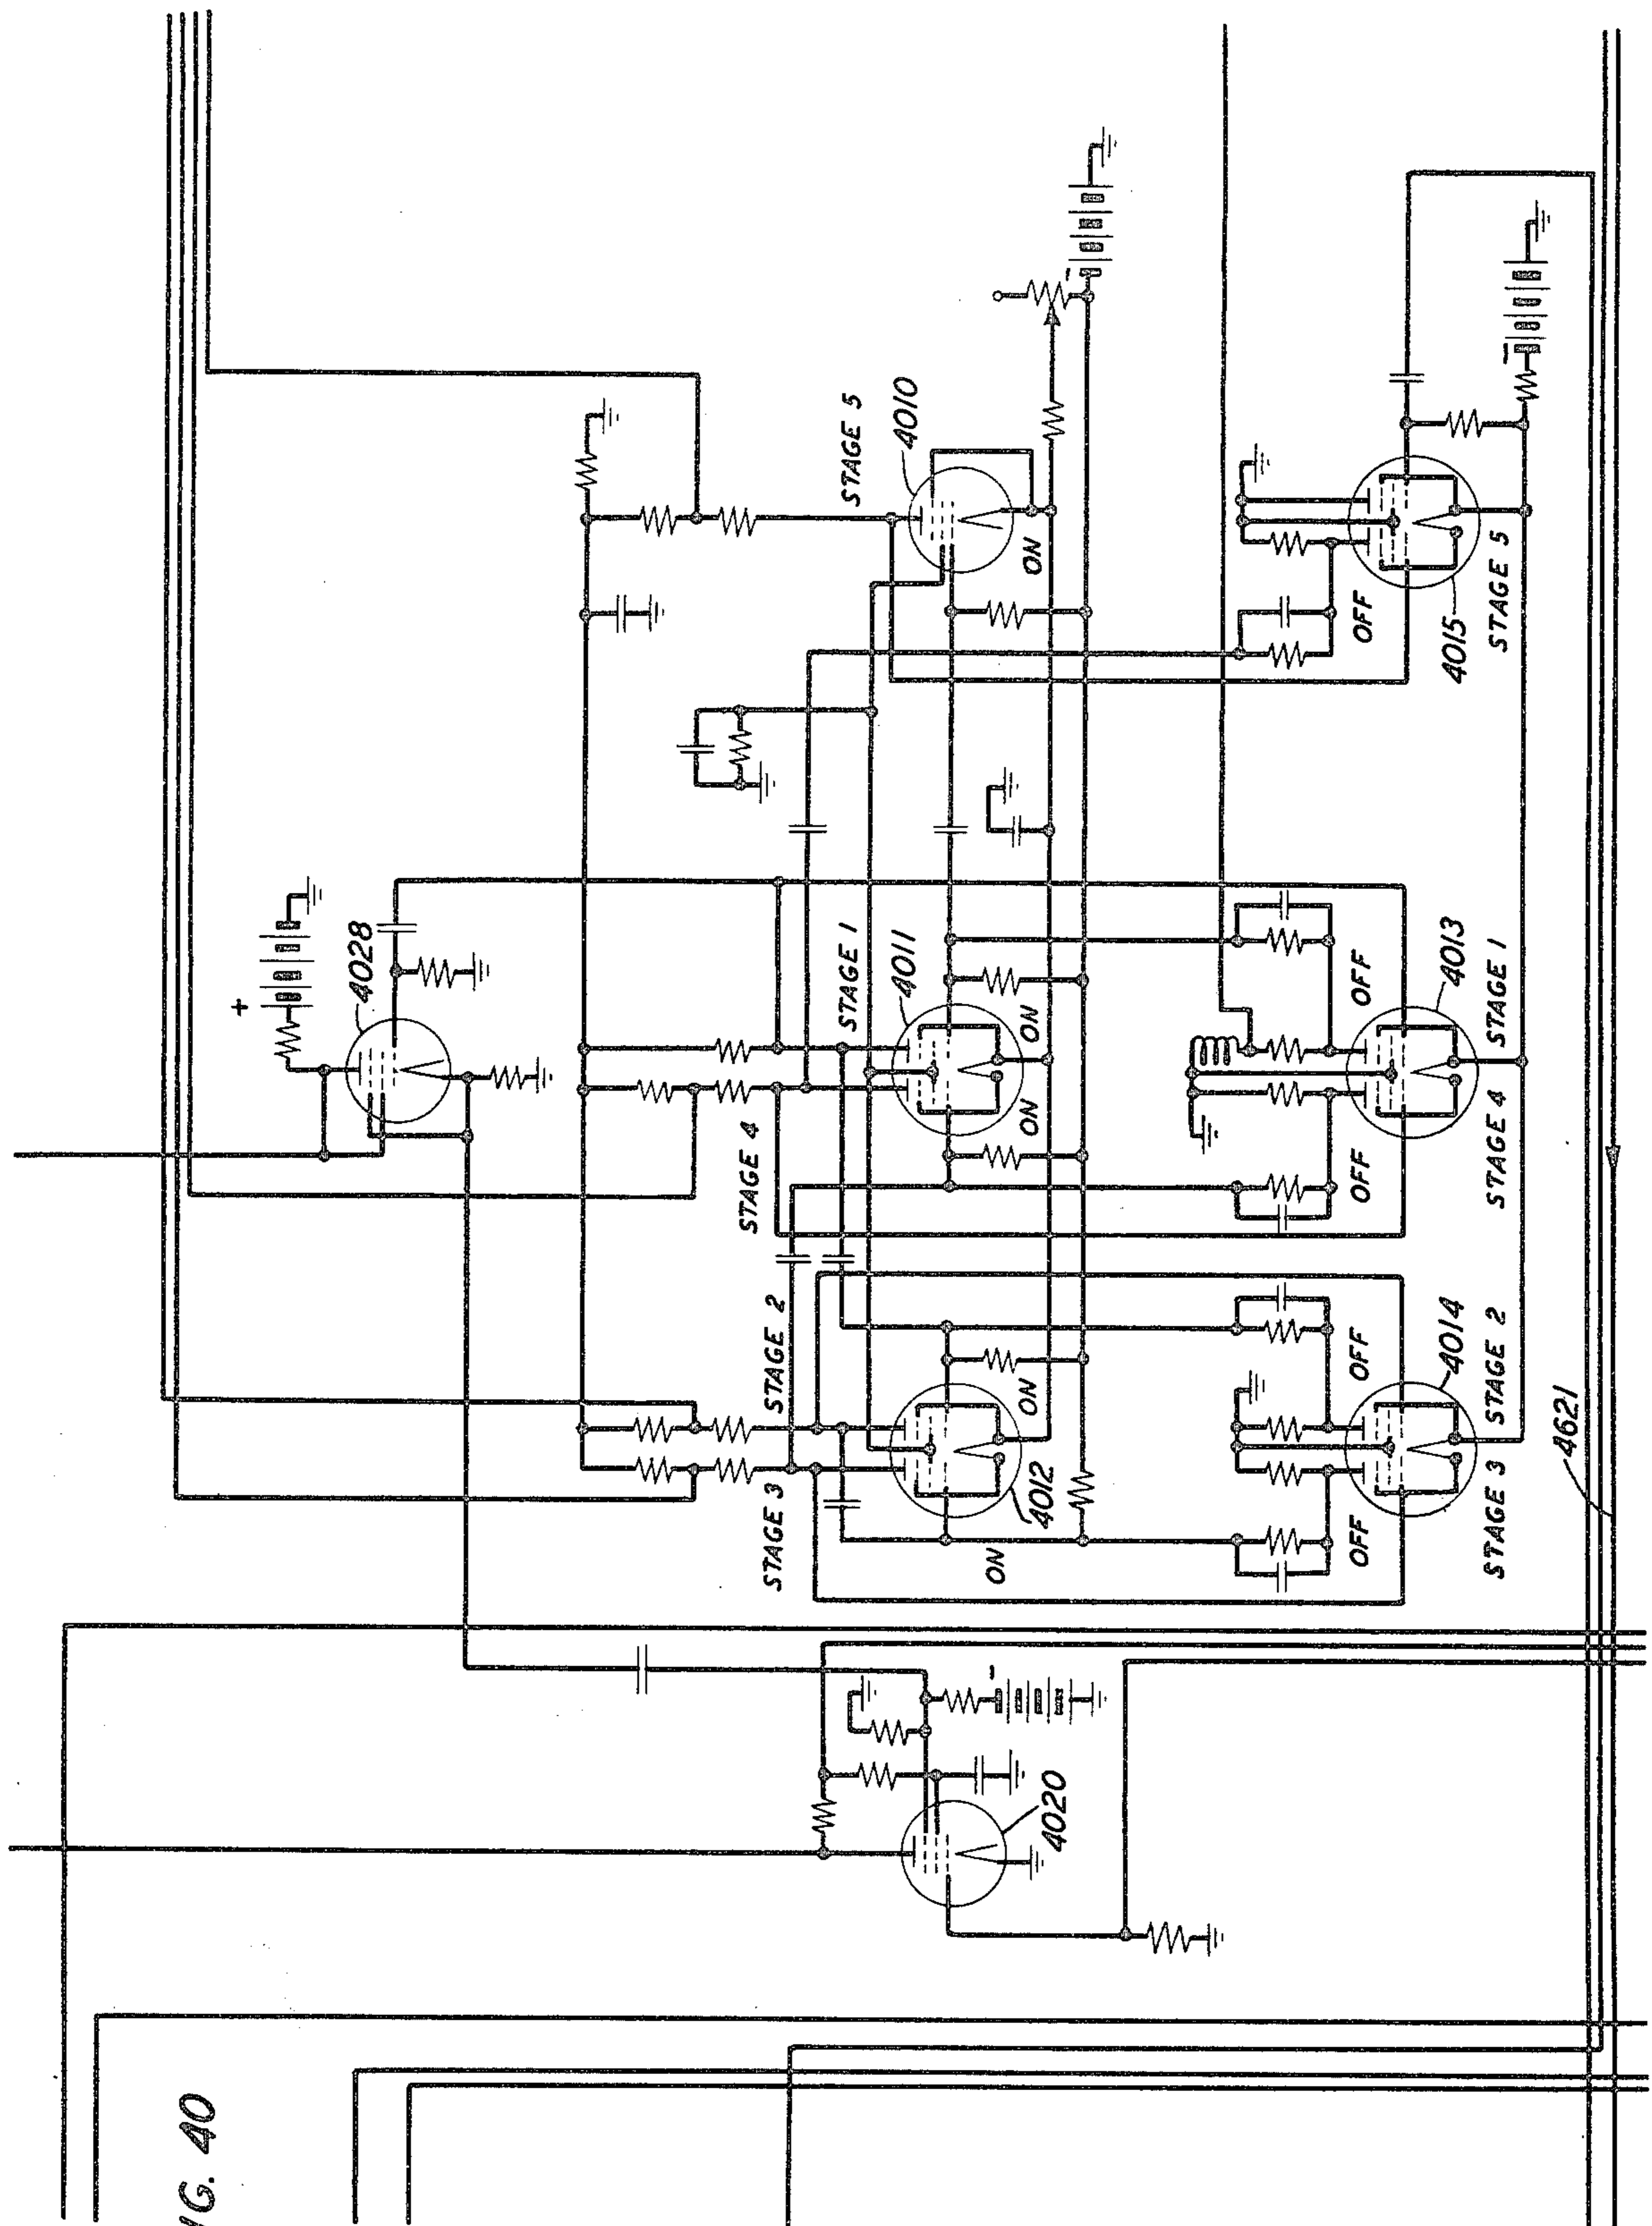 IG. 40
+
4028
STAGE 5
4010
ON
STAGE 1
4011
ON
ON
STAGE 4
STAGE 2
STAGE 3
4012
ON
ON
-
-
-
-
4020
OFF
4015
STAGE 5
OFF
4013
STAGE 1
OFF
STAGE 4
OFF
4014
STAGE 2
OFF
STAGE 3
4621